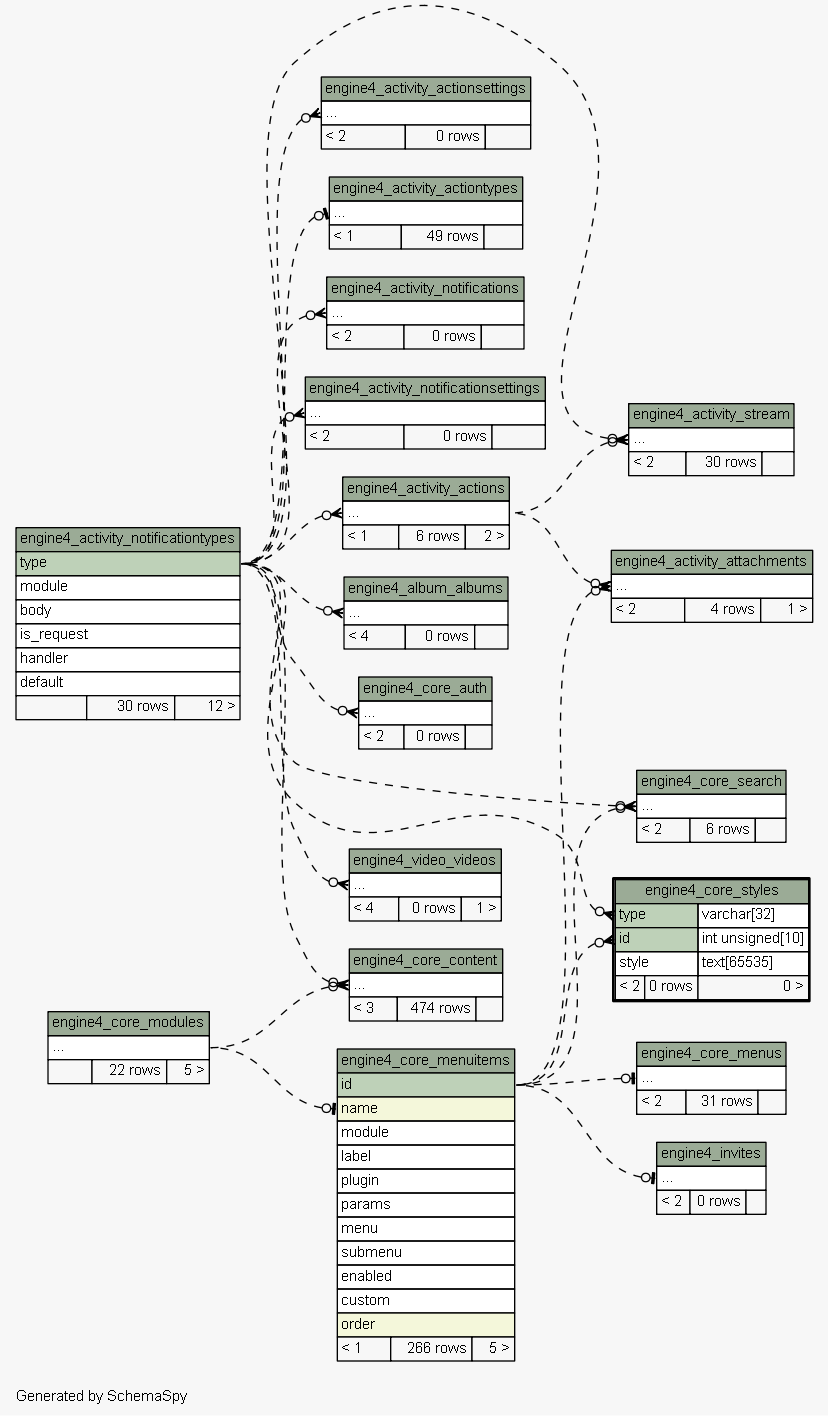 engine4_activity_actionsettings
...
< 2 0 rows
engine4_activity_actiontypes
...
< 1 49 rows
engine4_activity_notifications
...
< 2 0 rows
engine4_activity_notificationsettings
...
< 2 0 rows
engine4_activity_stream
...
< 2 30 rows
engine4_activity_actions
...
< 1 6 rows 2 >
engine4_activity_notificationtypes
type
module
body
is_request
handler
default
30 rows 12 >
engine4_activity_attachments
...
< 2 4 rows 1 >
engine4_album_albums
...
< 4 0 rows
engine4_core_auth
...
< 2 0 rows
engine4_core_search
...
< 2 6 rows
engine4_video_videos
...
< 4 0 rows 1 >
engine4_core_styles
type varchar[32]
id int unsigned[10]
style text[65535]
< 2 0 rows 0 >
engine4_core_content
...
< 3 474 rows
engine4_core_modules
...
22 rows 5 >
engine4_core_menuitems
id
name
module
label
plugin
params
menu
submenu
enabled
custom
order
< 1 266 rows 5 >
engine4_core_menus
...
< 2 31 rows
engine4_invites
...
< 2 0 rows
Generated by SchemaSpy